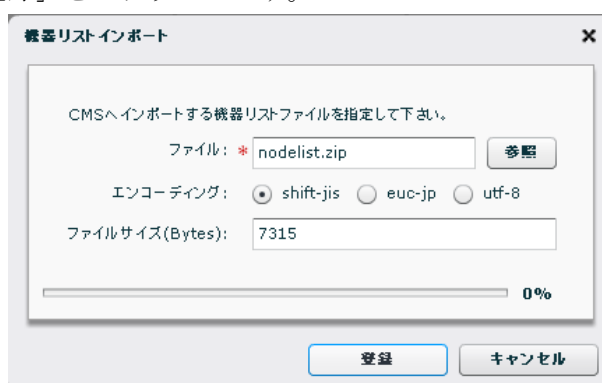 機器リストインポート
CMSへインポートする機器リストファイルを指定して下さい。
ファイル: * nodelist.zip 参照
エンコーディング: shift-jis euc-jp utf-8
ファイルサイズ(Bytes): 7315
0%
登録 キャンセル